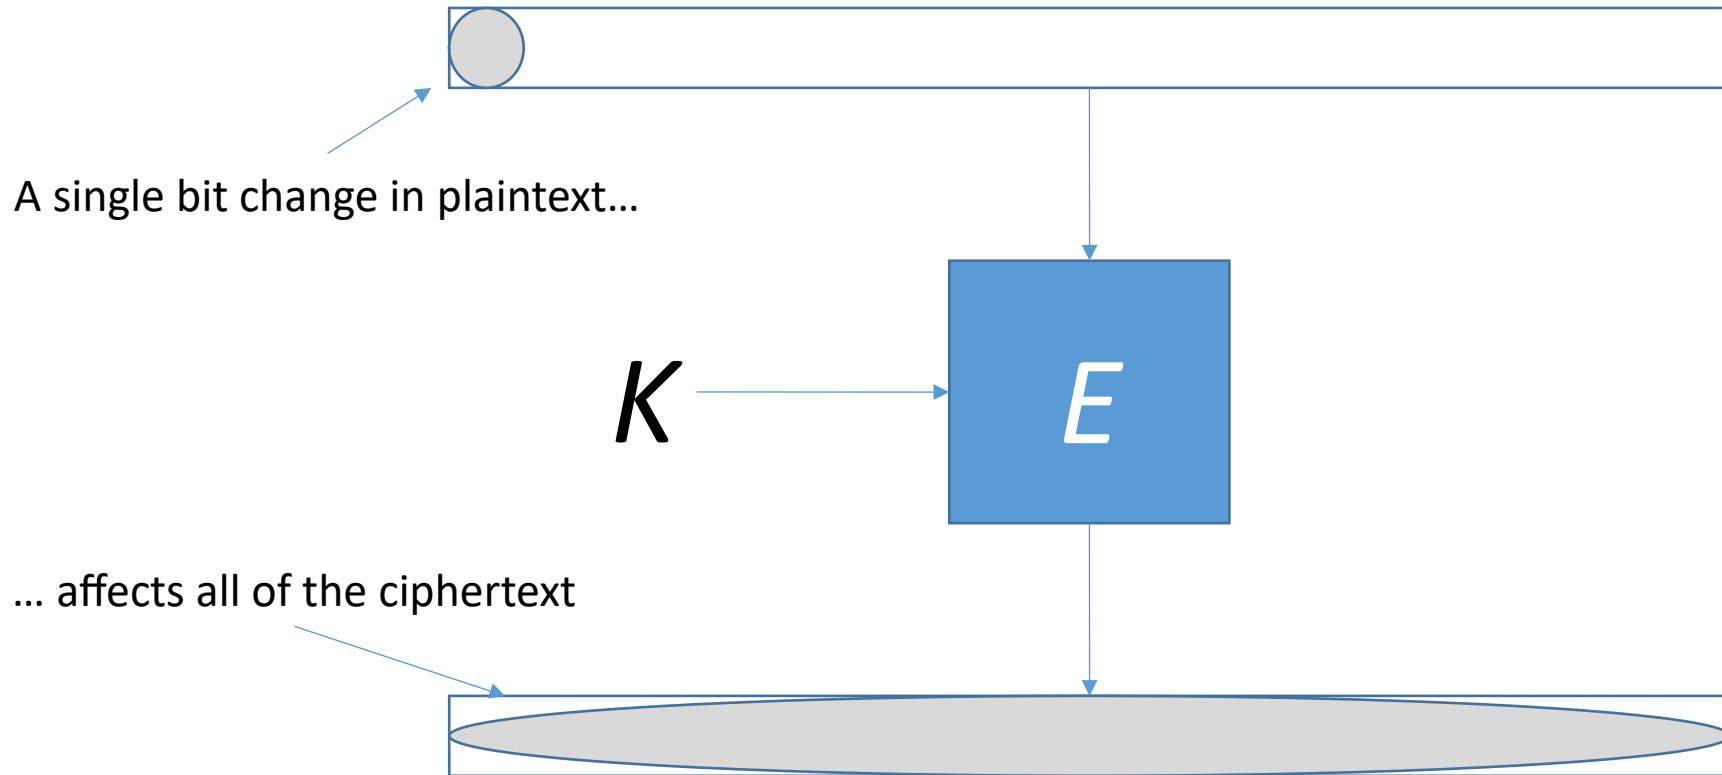 A single bit change in plaintext…
K
E
… affects all of the ciphertext